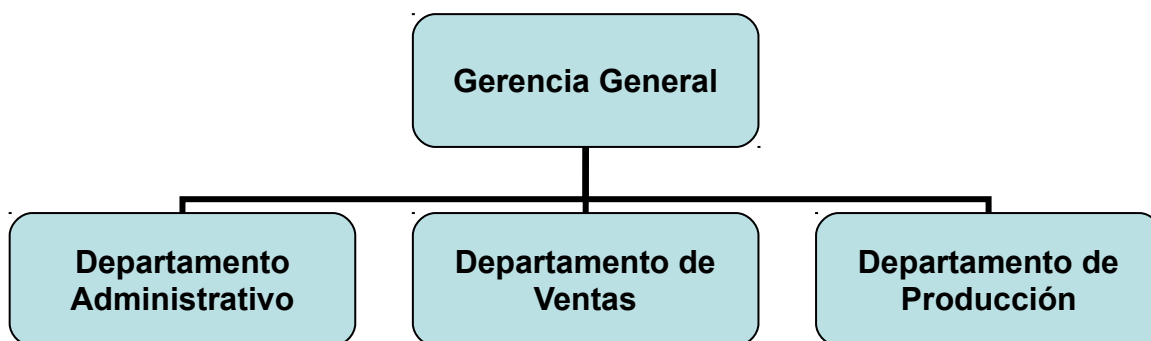 Gerencia General
Departamento
Administrativo
Departamento de
Ventas
Departamento de
Producción